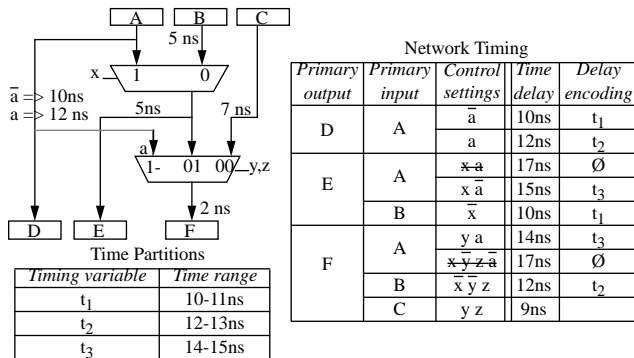 A B C
5 ns
x 1 0
a̅ => 10ns
a => 12 ns
5ns
7 ns
a
1- 01 00 y,z
2 ns
D E F
Time Partitions
Timing variable Time range
t₁ 10-11ns
t₂ 12-13ns
t₃ 14-15ns
Network Timing
Primary output Primary input Control settings Time delay Delay encoding
D A a̅ 10ns t₁
a 12ns t₂
E A x a 17ns Ø
x a̅ 15ns t₃
B x̅ 10ns t₁
F A y a 14ns t₃
x y̅ z a̅ 17ns Ø
B x̅ y̅ z 12ns t₂
C y z 9ns